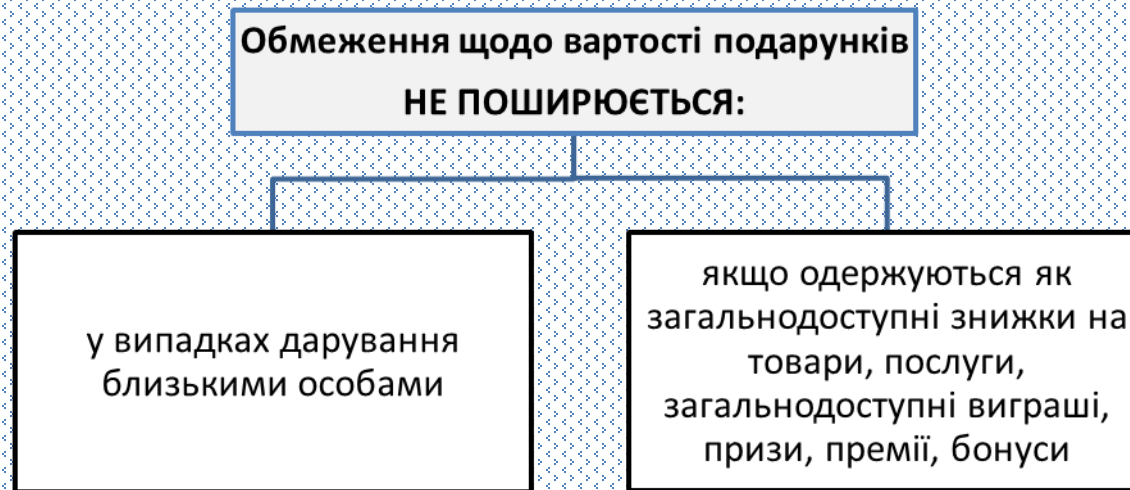 Обмеження щодо вартості подарунків
НЕ ПОШИРЮЄТЬСЯ:
у випадках дарування
близькими особами
якщо одержуються як
загальнодоступні знижки на
товари, послуги,
загальнодоступні виграші,
призи, премії, бонуси